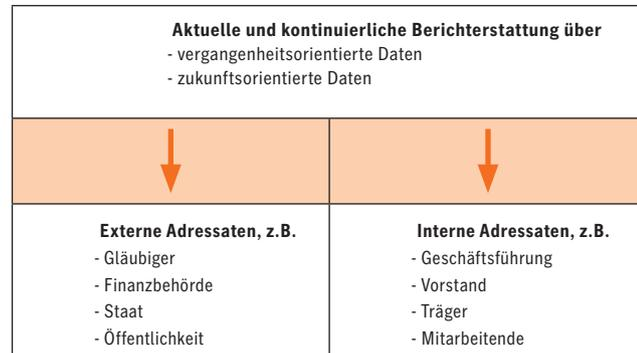 Aktuelle und kontinuierliche Berichterstattung über
- vergangenheitsorientierte Daten
- zukunftsorientierte Daten
Externe Adressaten, z.B.
- Gläubiger
- Finanzbehörde
- Staat
- Öffentlichkeit
Interne Adressaten, z.B.
- Geschäftsführung
- Vorstand
- Träger
- Mitarbeitende